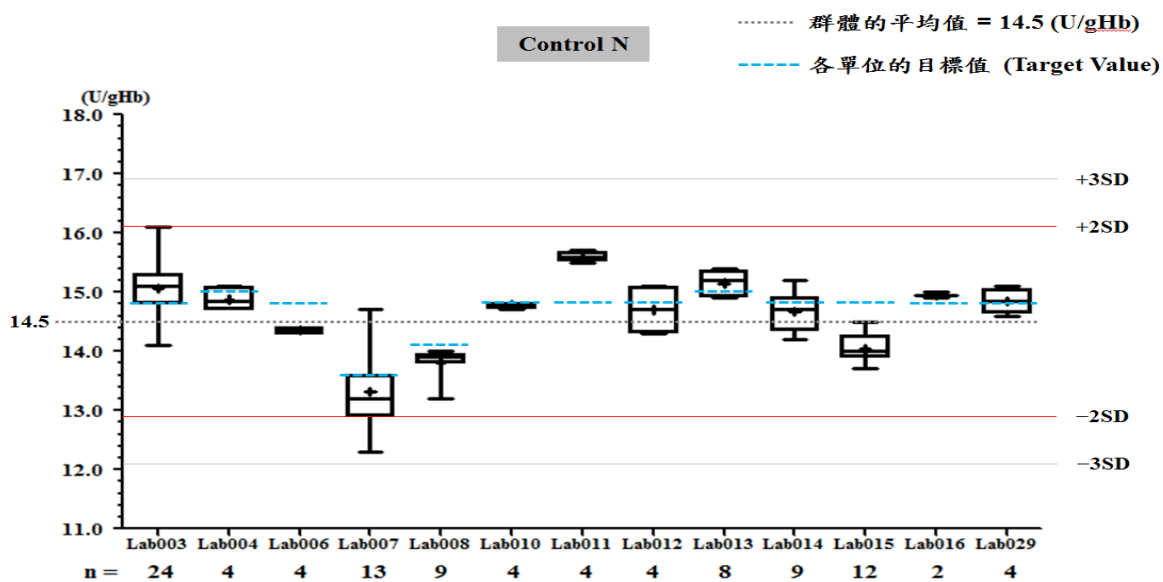 群體的平均值 = 14.5 (U/gHb)
Control N
各單位的目標值 (Target Value)
(U/gHb)
18.0
17.0
+3SD
16.0
+2SD
15.0
14.5
14.0
13.0
−2SD
12.0
−3SD
11.0
Lab003 Lab004 Lab006 Lab007 Lab008 Lab010 Lab011 Lab012 Lab013 Lab014 Lab015 Lab016 Lab029
n = 24 4 4 13 9 4 4 4 8 9 12 2 4